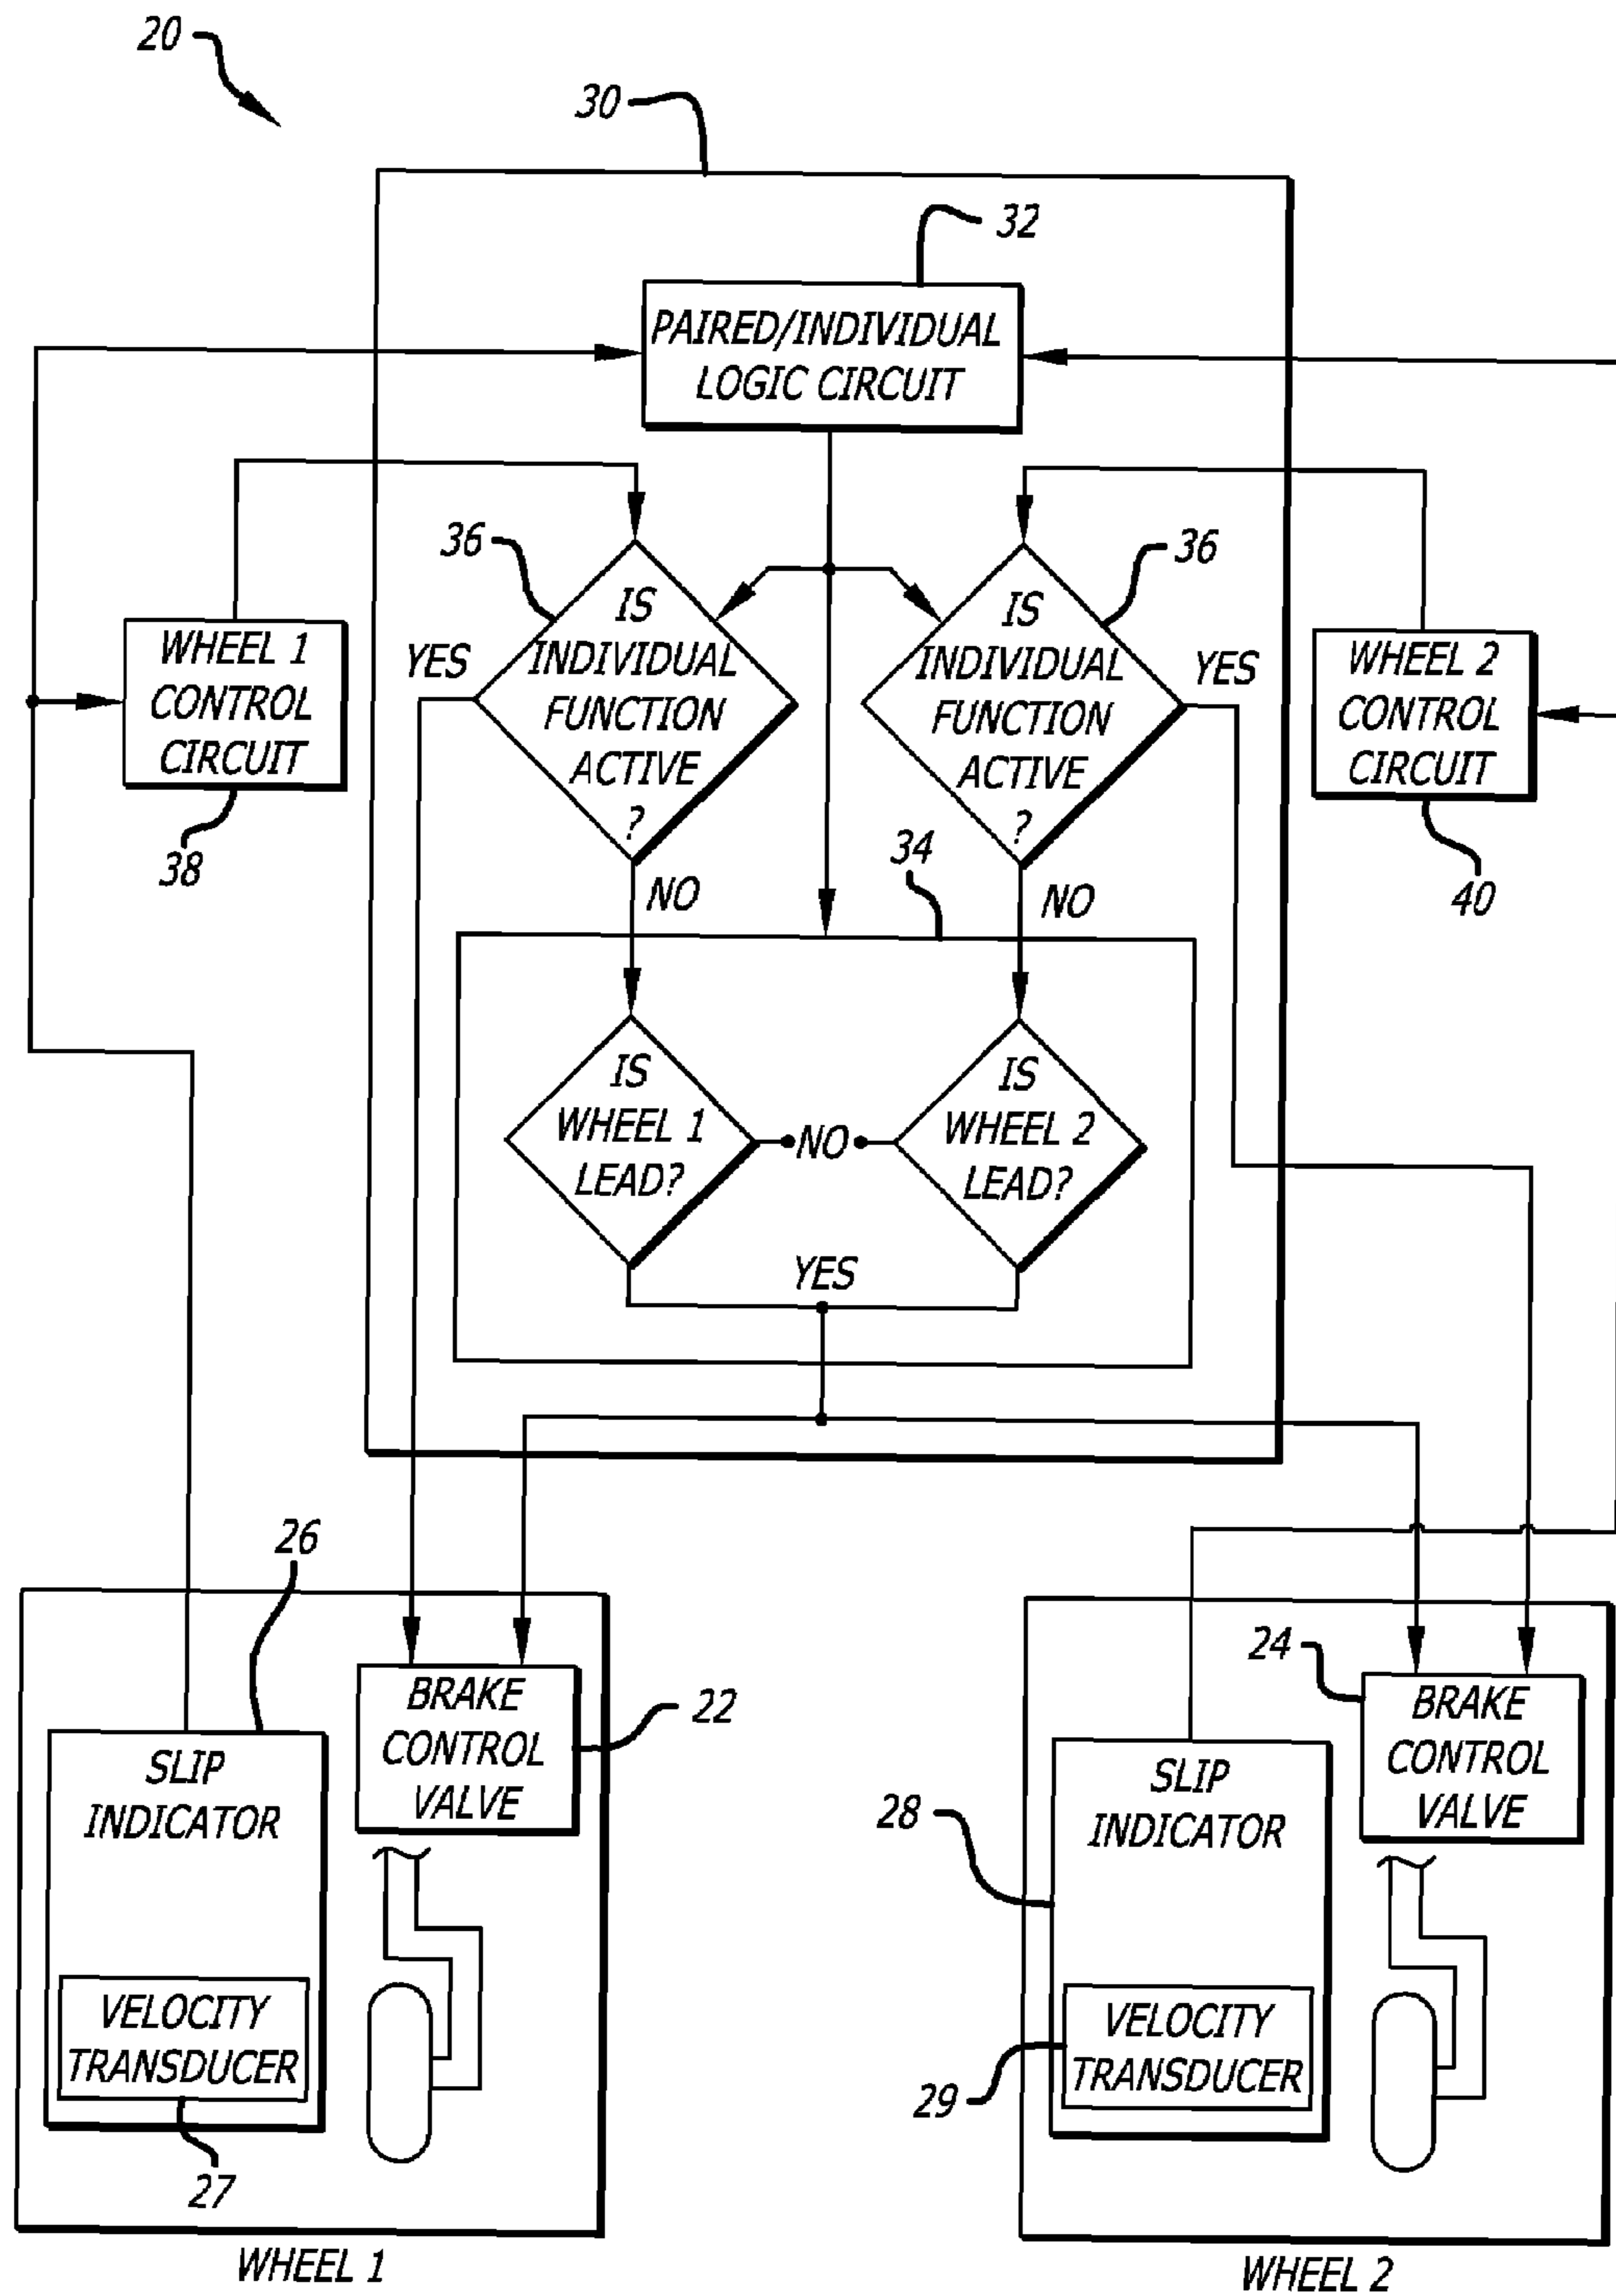 20
30
32
PAIRED/INDIVIDUAL
LOGIC CIRCUIT
36
36
IS
INDIVIDUAL
FUNCTION
ACTIVE
?
IS
INDIVIDUAL
FUNCTION
ACTIVE
?
YES
YES
WHEEL 1
CONTROL
CIRCUIT
38
WHEEL 2
CONTROL
CIRCUIT
40
NO
34
NO
IS
WHEEL 1
LEAD?
NO
IS
WHEEL 2
LEAD?
YES
26
SLIP
INDICATOR
BRAKE
CONTROL
VALVE
22
VELOCITY
TRANSDUCER
27
WHEEL 1
24
BRAKE
CONTROL
VALVE
28
SLIP
INDICATOR
VELOCITY
TRANSDUCER
29
WHEEL 2